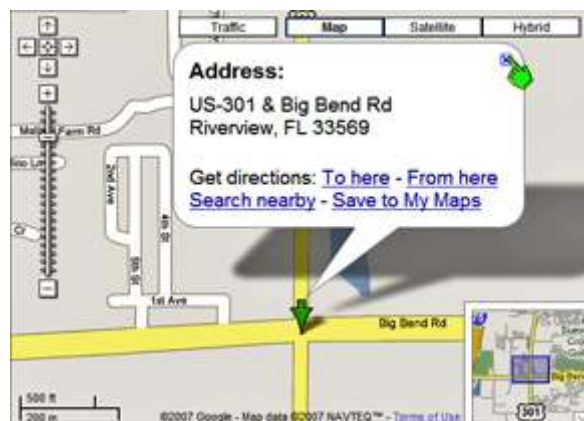 Traffic
Map
Satellite
Hybrid
Address:
US-301 & Big Bend Rd
Riverview, FL 33569
Get directions: To here - From here
Search nearby - Save to My Maps
Farm Rd
2nd Ave
4th St
5th St
1st Ave
Big Bend Rd
500 ft
200 m
©2007 Google - Map data ©2007 NAVTEQ™ - Terms of Use
301